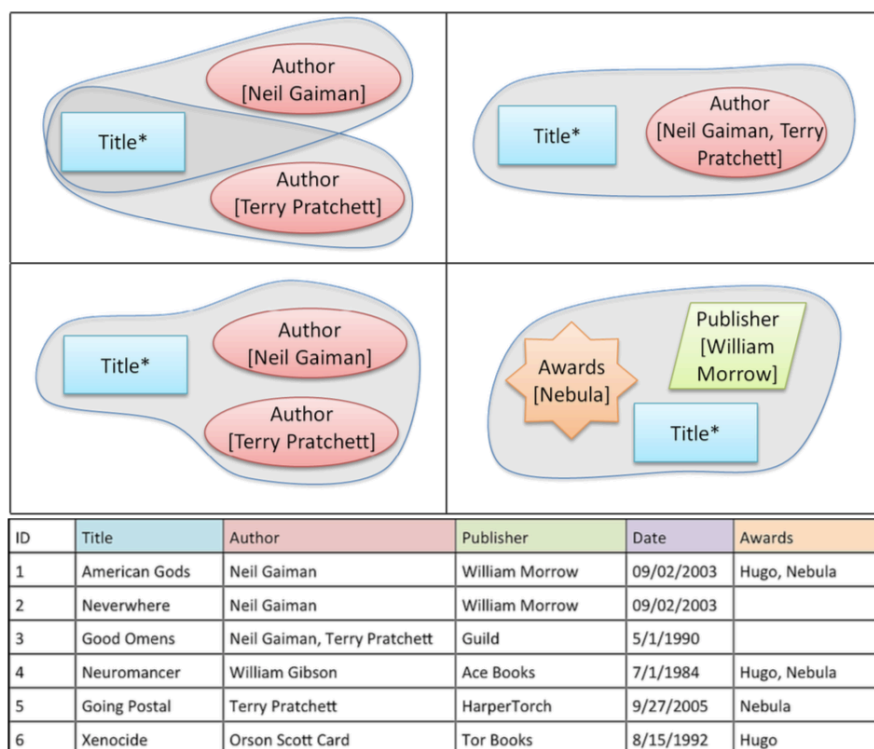 Author
[Neil Gaiman]
Title*
Author
[Terry Pratchett]
Title*
Author
[Neil Gaiman, Terry
Pratchett]
Title*
Author
[Neil Gaiman]
Author
[Terry Pratchett]
Awards
[Nebula]
Publisher
[William
Morrow]
Title*
ID Title Author Publisher Date Awards
1 American Gods Neil Gaiman William Morrow 09/02/2003 Hugo, Nebula
2 Neverwhere Neil Gaiman William Morrow 09/02/2003
3 Good Omens Neil Gaiman, Terry Pratchett Guild 5/1/1990
4 Neuromancer William Gibson Ace Books 7/1/1984 Hugo, Nebula
5 Going Postal Terry Pratchett HarperTorch 9/27/2005 Nebula
6 Xenocide Orson Scott Card Tor Books 8/15/1992 Hugo